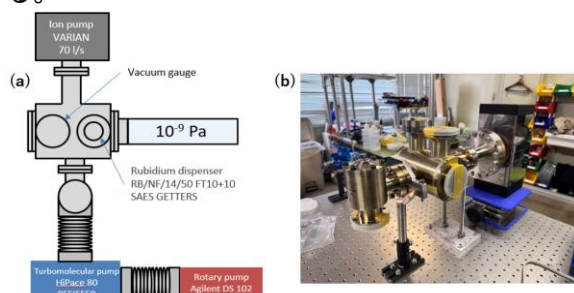 Ion pump
VARIAN
70 l/s
(a)
Vacuum gauge
10⁻⁹ Pa
Rubidium dispenser
RB/NF/14/50 FT10+10
SAES GETTERS
Turbomolecular pump
HiPace 80
Rotary pump
Agilent DS 102
(b)